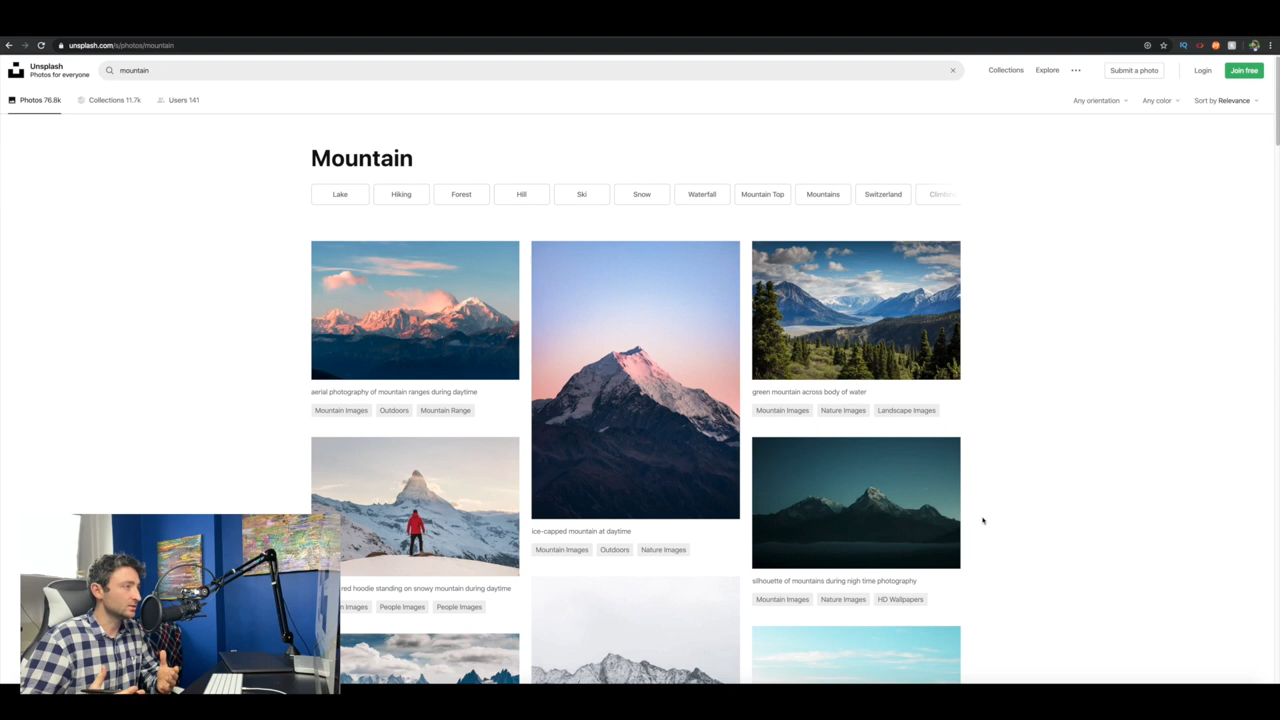 unsplash.com/s/photos/mountain
Unsplash
Photos for everyone
mountain
Collections
Explore
Submit a photo
Login
Join free
Photos 76.8k
Collections 11.7k
Users 141
Any orientation
Any color
Sort by Relevance
Mountain
Lake
Hiking
Forest
Hill
Ski
Snow
Waterfall
Mountain Top
Mountains
Switzerland
aerial photography of mountain ranges during daytime
Mountain Images
Outdoors
Mountain Range
green mountain across body of water
Mountain Images
Nature Images
Landscape Images
ice-capped mountain at daytime
Mountain Images
Outdoors
Nature Images
silhouette of mountains during nigh time photography
Mountain Images
Nature Images
HD Wallpapers
red hoodie standing on snowy mountain during daytime
Images
People Images
People Images